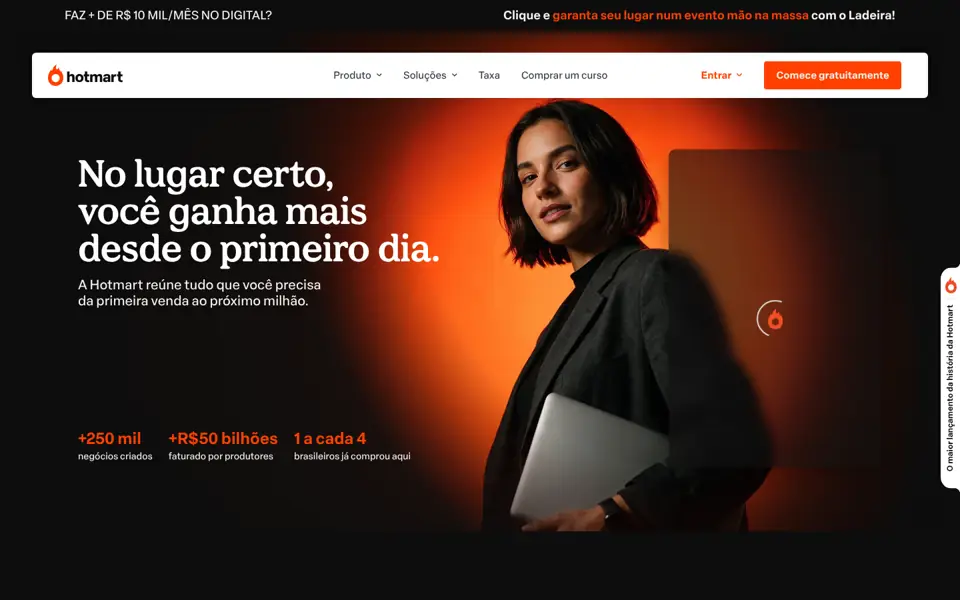 FAZ + DE R$ 10 MIL/MÊS NO DIGITAL?
Clique e garanta seu lugar num evento mão na massa com o Ladeira!
hotmart
Produto
Soluções
Taxa
Comprar um curso
Entrar
Comece gratuitamente
No lugar certo,
você ganha mais
desde o primeiro dia.
A Hotmart reúne tudo que você precisa
da primeira venda ao próximo milhão.
+250 mil
negócios criados
+R$50 bilhões
faturado por produtores
1 a cada 4
brasileiros já comprou aqui
O maior lançamento da história da Hotmart